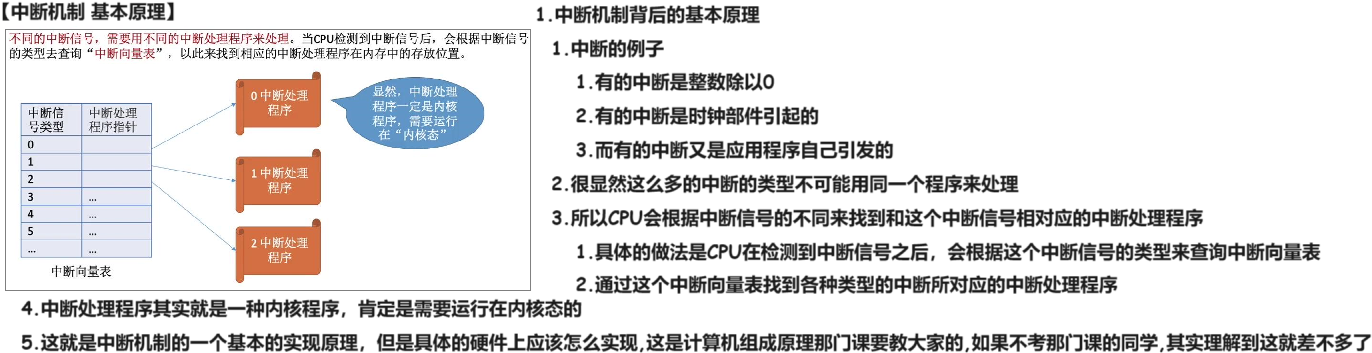 【中断机制 基本原理】
不同的中断信号，需要用不同的中断处理程序来处理。当CPU检测到中断信号后，会根据中断信号
的类型去查询“中断向量表”，以此来找到相应的中断处理程序在内存中的存放位置。
中断信
号类型
中断处理
程序指针
0
1
2
3 ...
4 ...
5 ...
... ...
中断向量表
0 中断处理
程序
1 中断处理
程序
2 中断处理
程序
显然，中断处理
程序一定是内核
程序，需要运行
在“内核态”
1.中断机制背后的基本原理
1.中断的例子
1.有的中断是整数除以0
2.有的中断是时钟部件引起的
3.而有的中断又是应用程序自己引发的
2.很显然这么多的中断的类型不可能用同一个程序来处理
3.所以CPU会根据中断信号的不同来找到和这个中断信号相对应的中断处理程序
1.具体的做法是CPU在检测到中断信号之后，会根据这个中断信号的类型来查询中断向量表
2.通过这个中断向量表找到各种类型的中断所对应的中断处理程序
4.中断处理程序其实就是一种内核程序，肯定是需要运行在内核态的
5.这就是中断机制的一个基本的实现原理，但是具体的硬件上应该怎么实现,这是计算机组成原理那门课要教大家的,如果不考那门课的同学,其实理解到这就差不多了